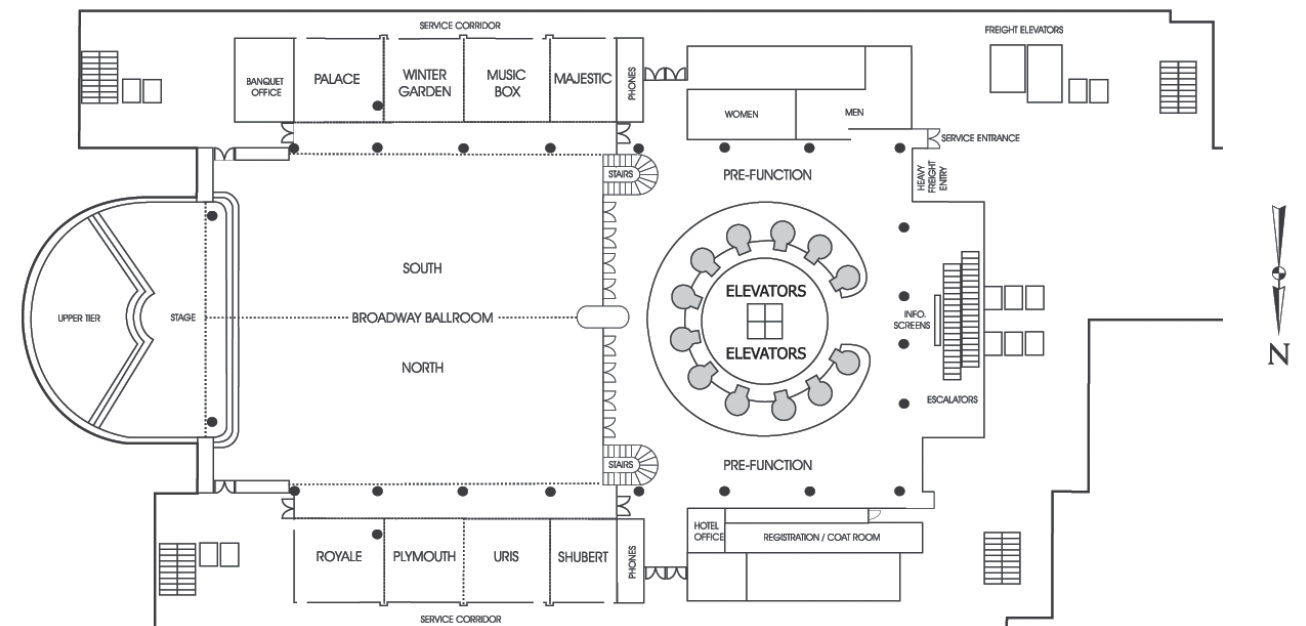 SERVICE CORRIDOR
FREIGHT ELEVATORS
BANQUET
OFFICE
PALACE
WINTER
GARDEN
MUSIC
BOX
MAJESTIC
PHONES
WOMEN
MEN
SERVICE ENTRANCE
STAIRS
PRE-FUNCTION
HEAVY
FREIGHT
ENTRY
SOUTH
ELEVATORS
UPPER TIER
STAGE
BROADWAY BALLROOM
INFO.
SCREENS
ELEVATORS
N
NORTH
ESCALATORS
STAIRS
PRE-FUNCTION
HOTEL
OFFICE
REGISTRATION / COAT ROOM
ROYALE
PLYMOUTH
URIS
SHUBERT
PHONES
SERVICE CORRIDOR